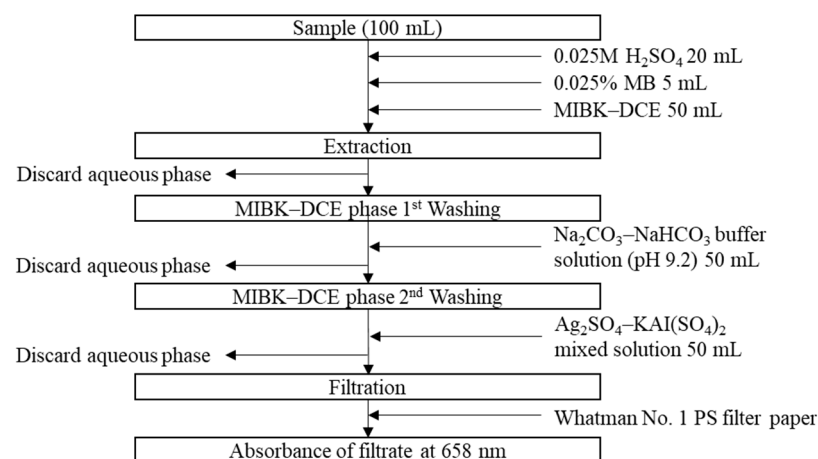 Sample (100 mL)
0.025M H₂SO₄ 20 mL
0.025% MB 5 mL
MIBK–DCE 50 mL
Extraction
Discard aqueous phase
MIBK–DCE phase 1ˢᵗ Washing
Na₂CO₃–NaHCO₃ buffer
solution (pH 9.2) 50 mL
Discard aqueous phase
MIBK–DCE phase 2ⁿᵈ Washing
Ag₂SO₄–KAI(SO₄)₂
mixed solution 50 mL
Discard aqueous phase
Filtration
Whatman No. 1 PS filter paper
Absorbance of filtrate at 658 nm